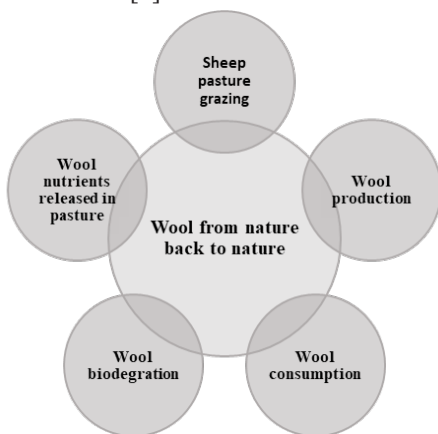 Sheep
pasture
grazing
Wool
nutrients
released in
pasture
Wool
production
Wool from nature
back to nature
Wool
biodegration
Wool
consumption